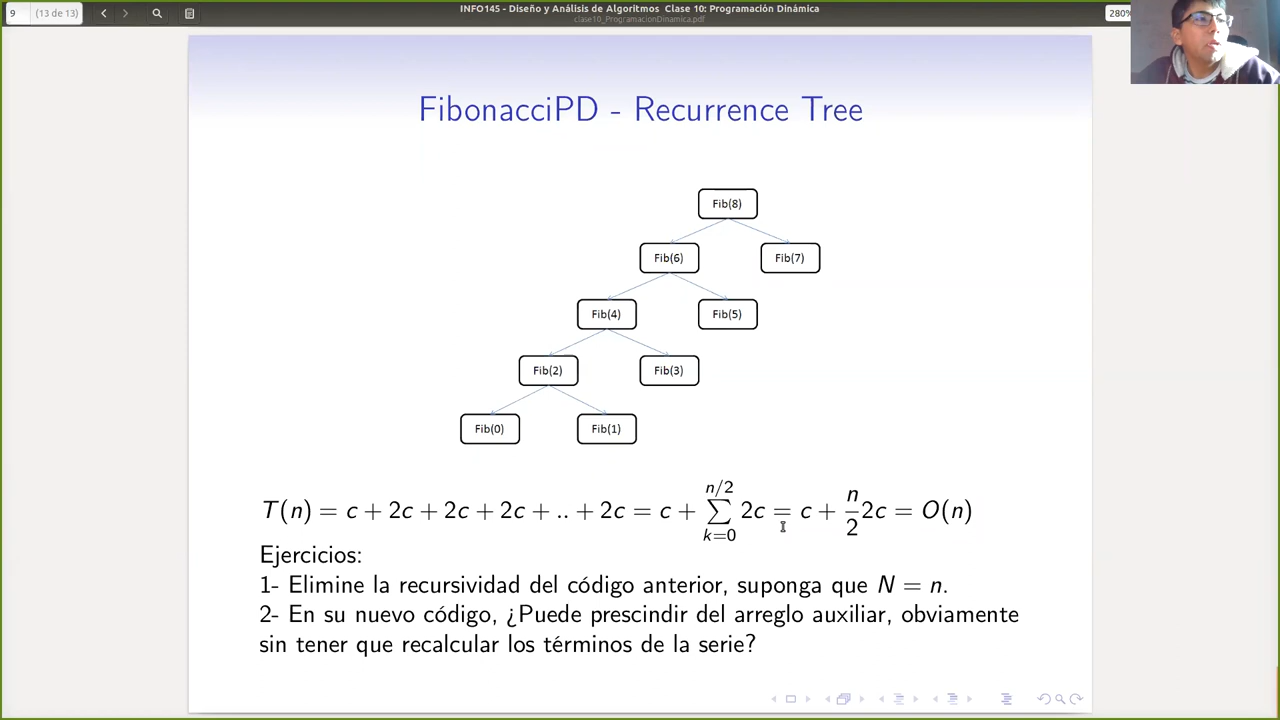 9
(13 de 13)
INFO145 - Diseño y Análisis de Algoritmos Clase 10: Programación Dinámica
clase10_ProgramacionDinamica.pdf
280%
FibonacciPD - Recurrence Tree
Fib(8)
Fib(6)
Fib(7)
Fib(4)
Fib(5)
Fib(2)
Fib(3)
Fib(0)
Fib(1)
T(n) = c + 2c + 2c + 2c + .. + 2c = c + ∑_{k=0}^{n/2} 2c = c + n/2 2c = O(n)
Ejercicios:
1- Elimine la recursividad del código anterior, suponga que N = n.
2- En su nuevo código, ¿Puede prescindir del arreglo auxiliar, obviamente
sin tener que recalcular los términos de la serie?